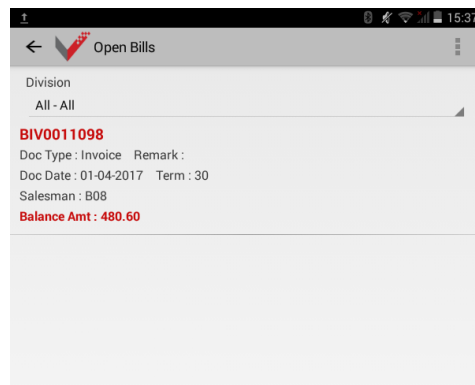 15:37
Open Bills
Division
All - All
BIV0011098
Doc Type : Invoice Remark :
Doc Date : 01-04-2017 Term : 30
Salesman : B08
Balance Amt : 480.60